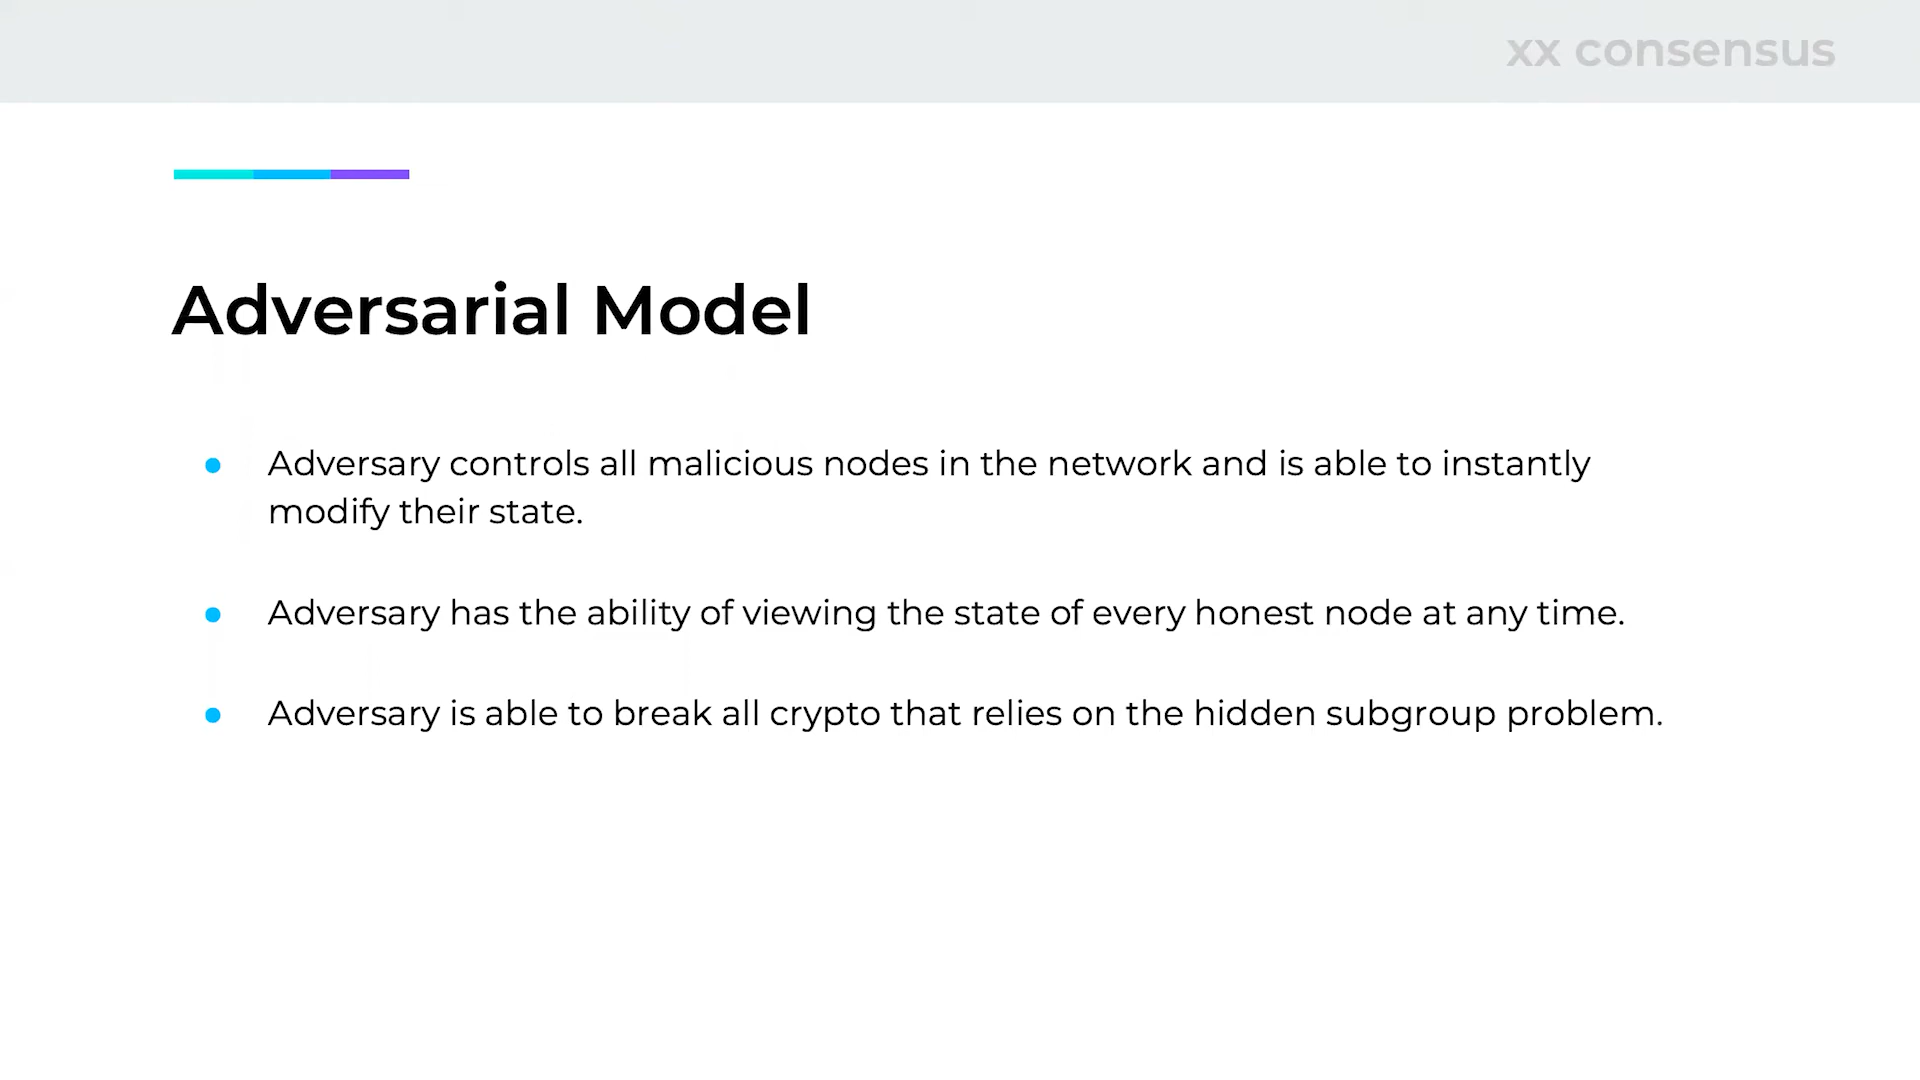 xx consensus
Adversarial Model
● Adversary controls all malicious nodes in the network and is able to instantly
modify their state.
● Adversary has the ability of viewing the state of every honest node at any time.
● Adversary is able to break all crypto that relies on the hidden subgroup problem.